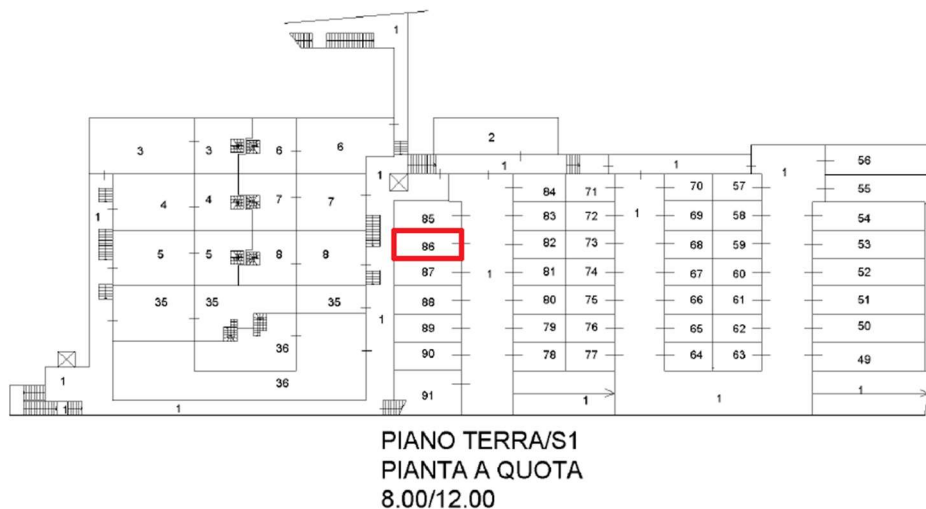 1
2
3 3 6 6
1 1 56
1
84 71 70 57
1 55
4 4 7 7
85 83 72 1 69 58 54
1
86 82 73 68 59 53
5 5 8 8
87 1 81 74 67 60 52
35 35 35 88 80 75 66 61 51
1
89 79 76 65 62 50
36 90 78 77 64 63 49
1 36 91 1 1 1
1 1
PIANO TERRA/S1
PIANTA A QUOTA
8.00/12.00